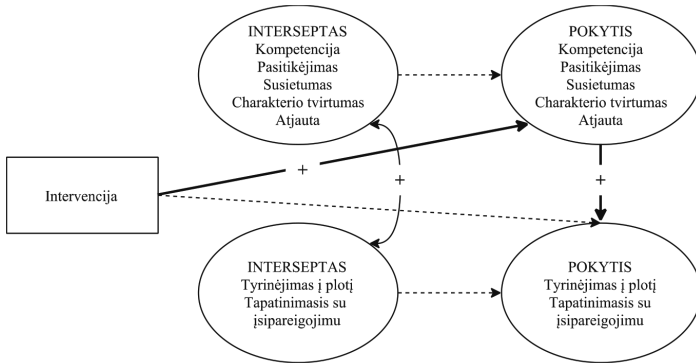 INTERSEPTAS
Kompetencija
Pasitikėjimas
Susietumas
Charakterio tvirtumas
Atjauta
POKYTIS
Kompetencija
Pasitikėjimas
Susietumas
Charakterio tvirtumas
Atjauta
+
+
+
Intervencija
INTERSEPTAS
Tyrinėjimas į plotį
Tapatinimasis su
įsipareigojimu
POKYTIS
Tyrinėjimas į plotį
Tapatinimasis su
įsipareigojimu